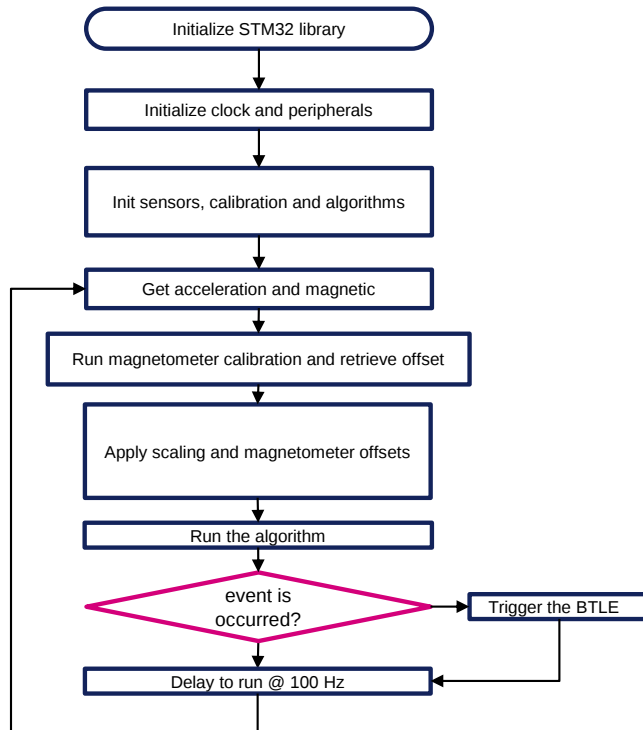 Initialize STM32 library
Initialize clock and peripherals
Init sensors, calibration and algorithms
Get acceleration and magnetic
Run magnetometer calibration and retrieve offset
Apply scaling and magnetometer offsets
Run the algorithm
event is
occurred?
Trigger the BTLE
Delay to run @ 100 Hz